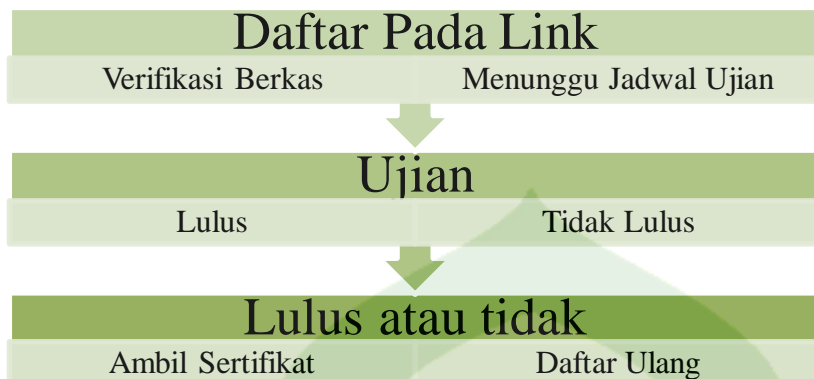 Daftar Pada Link
Verifikasi Berkas Menunggu Jadwal Ujian
Ujian
Lulus Tidak Lulus
Lulus atau tidak
Ambil Sertifikat Daftar Ulang